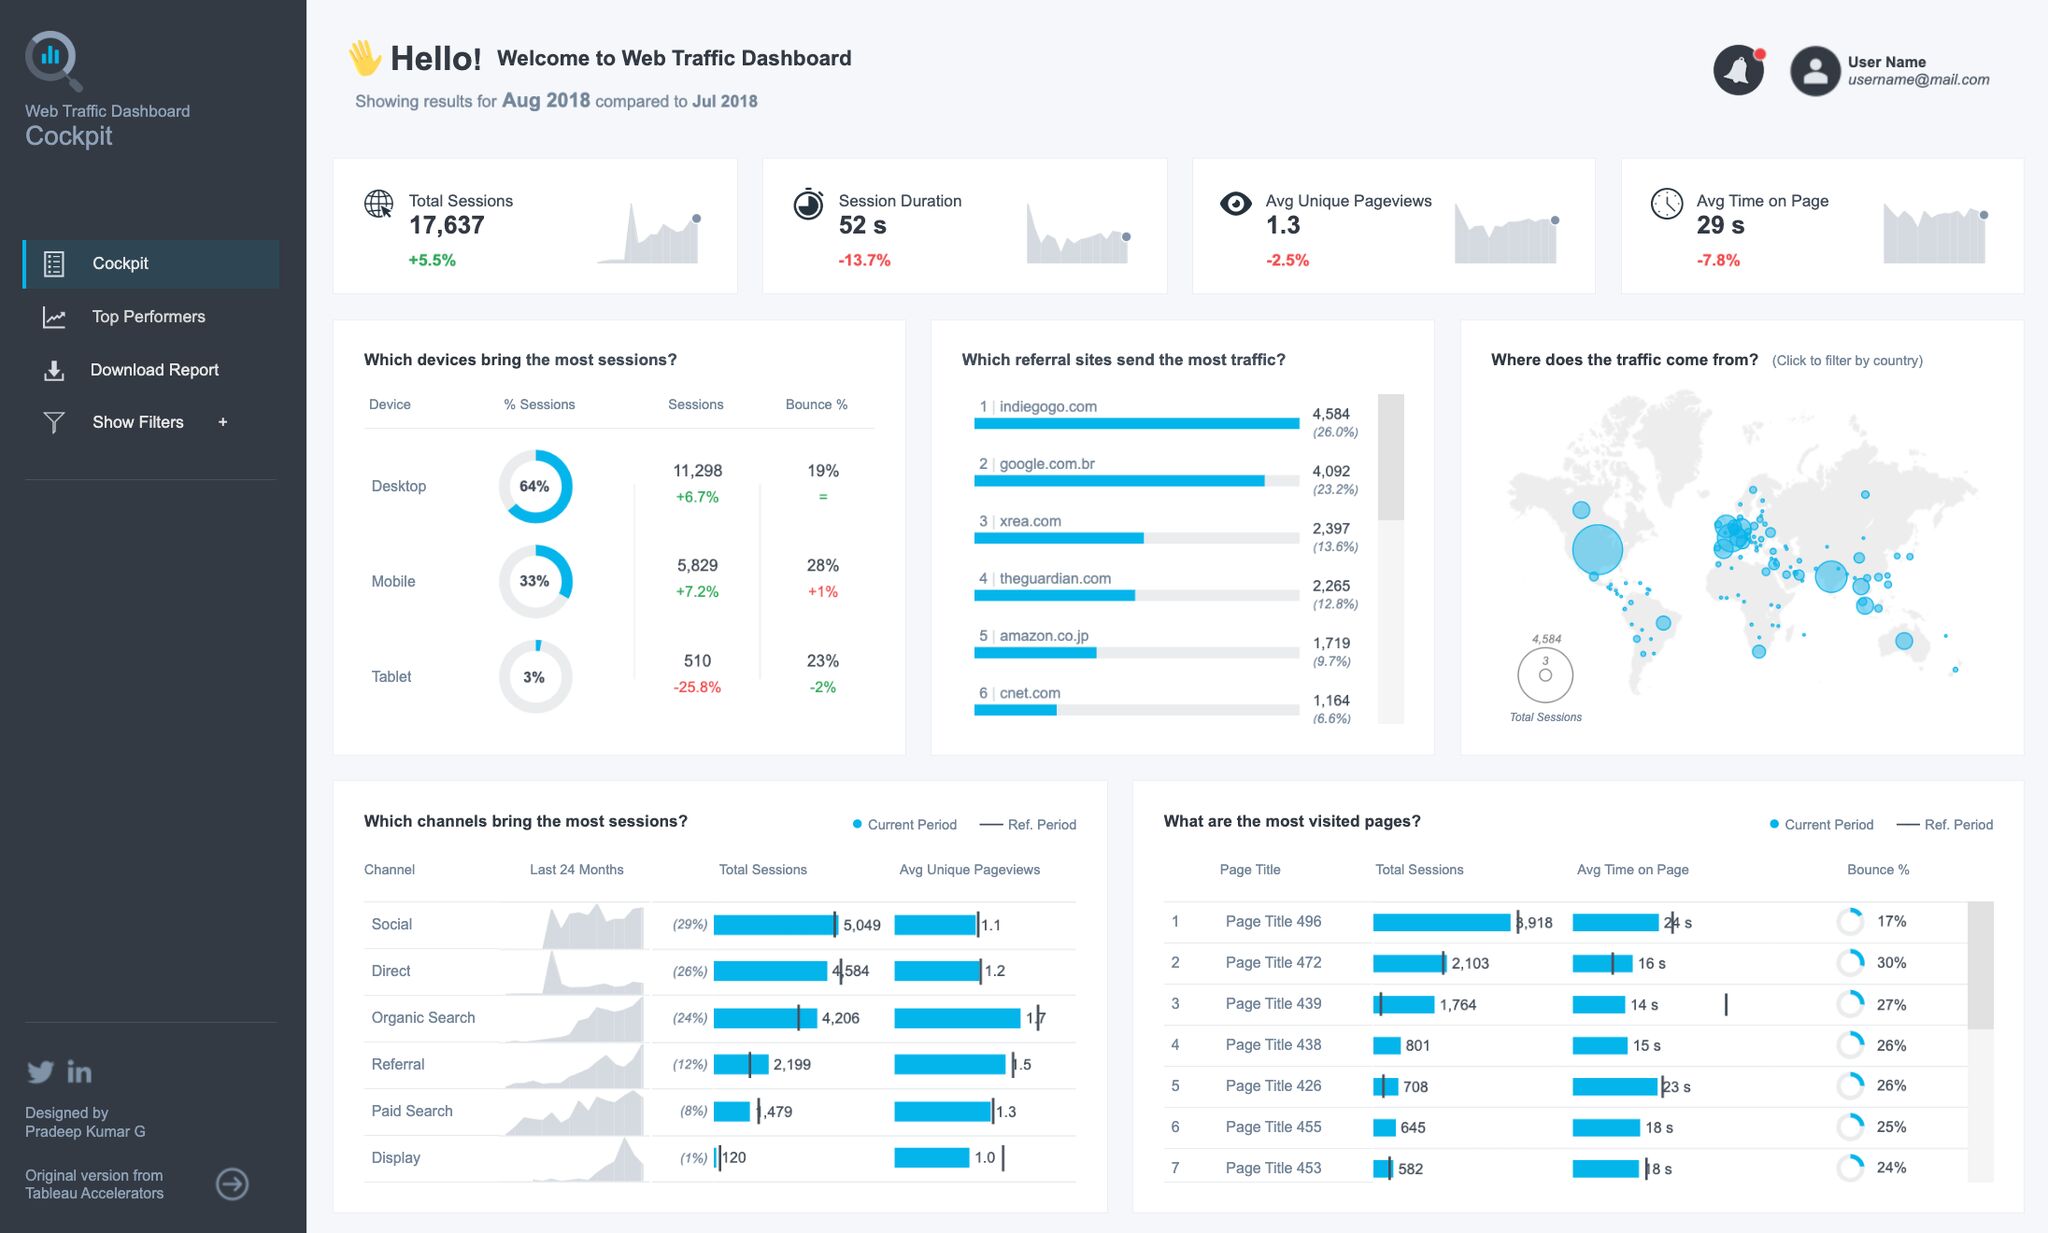 Web Traffic Dashboard
Cockpit
Cockpit
Top Performers
Download Report
Show Filters +
Designed by
Pradeep Kumar G
Original version from
Tableau Accelerators
Hello! Welcome to Web Traffic Dashboard
Showing results for Aug 2018 compared to Jul 2018
User Name
username@mail.com
Total Sessions
17,637
+5.5%
Session Duration
52 s
-13.7%
Avg Unique Pageviews
1.3
-2.5%
Avg Time on Page
29 s
-7.8%
Which devices bring the most sessions?
Device % Sessions Sessions Bounce %
Desktop 64% 11,298 19%
+6.7% =
Mobile 33% 5,829 28%
+7.2% +1%
Tablet 3% 510 23%
-25.8% -2%
Which referral sites send the most traffic?
1 | indiegogo.com 4,584
(26.0%)
2 | google.com.br 4,092
(23.2%)
3 | xrea.com 2,397
(13.6%)
4 | theguardian.com 2,265
(12.8%)
5 | amazon.co.jp 1,719
(9.7%)
6 | cnet.com 1,164
(6.6%)
Where does the traffic come from? (Click to filter by country)
4,584
3
Total Sessions
Which channels bring the most sessions? Current Period Ref. Period
Channel Last 24 Months Total Sessions Avg Unique Pageviews
Social (29%) 5,049 1.1
Direct (26%) 4,584 1.2
Organic Search (24%) 4,206 1.7
Referral (12%) 2,199 1.5
Paid Search (8%) 1,479 1.3
Display (1%) 120 1.0
What are the most visited pages? Current Period Ref. Period
Page Title Total Sessions Avg Time on Page Bounce %
1 Page Title 496 3,918 24 s 17%
2 Page Title 472 2,103 16 s 30%
3 Page Title 439 1,764 14 s 27%
4 Page Title 438 801 15 s 26%
5 Page Title 426 708 23 s 26%
6 Page Title 455 645 18 s 25%
7 Page Title 453 582 18 s 24%